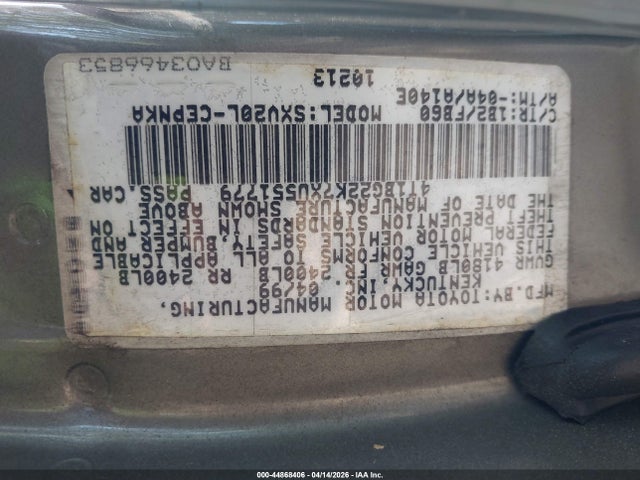 MFD. BY: TOYOTA MOTOR MANUFACTURING,
KENTUCKY, INC. 04/99
GVWR 4180LB GAWR FR 2400LB RR 2400LB
THIS VEHICLE CONFORMS TO ALL APPLICABLE
FEDERAL MOTOR VEHICLE SAFETY, BUMPER, AND
THEFT PREVENTION STANDARDS IN EFFECT ON
THE DATE OF MANUFACTURE SHOWN ABOVE.
4T1BG22K7XU551779 PASS. CAR
C/TR: 1B2/FB60 MODEL: SXV20L-CEPNKA
A/TM: -04A/A140E
10213 BA03466853
000-44868406 - 04/14/2026 - IAA Inc.